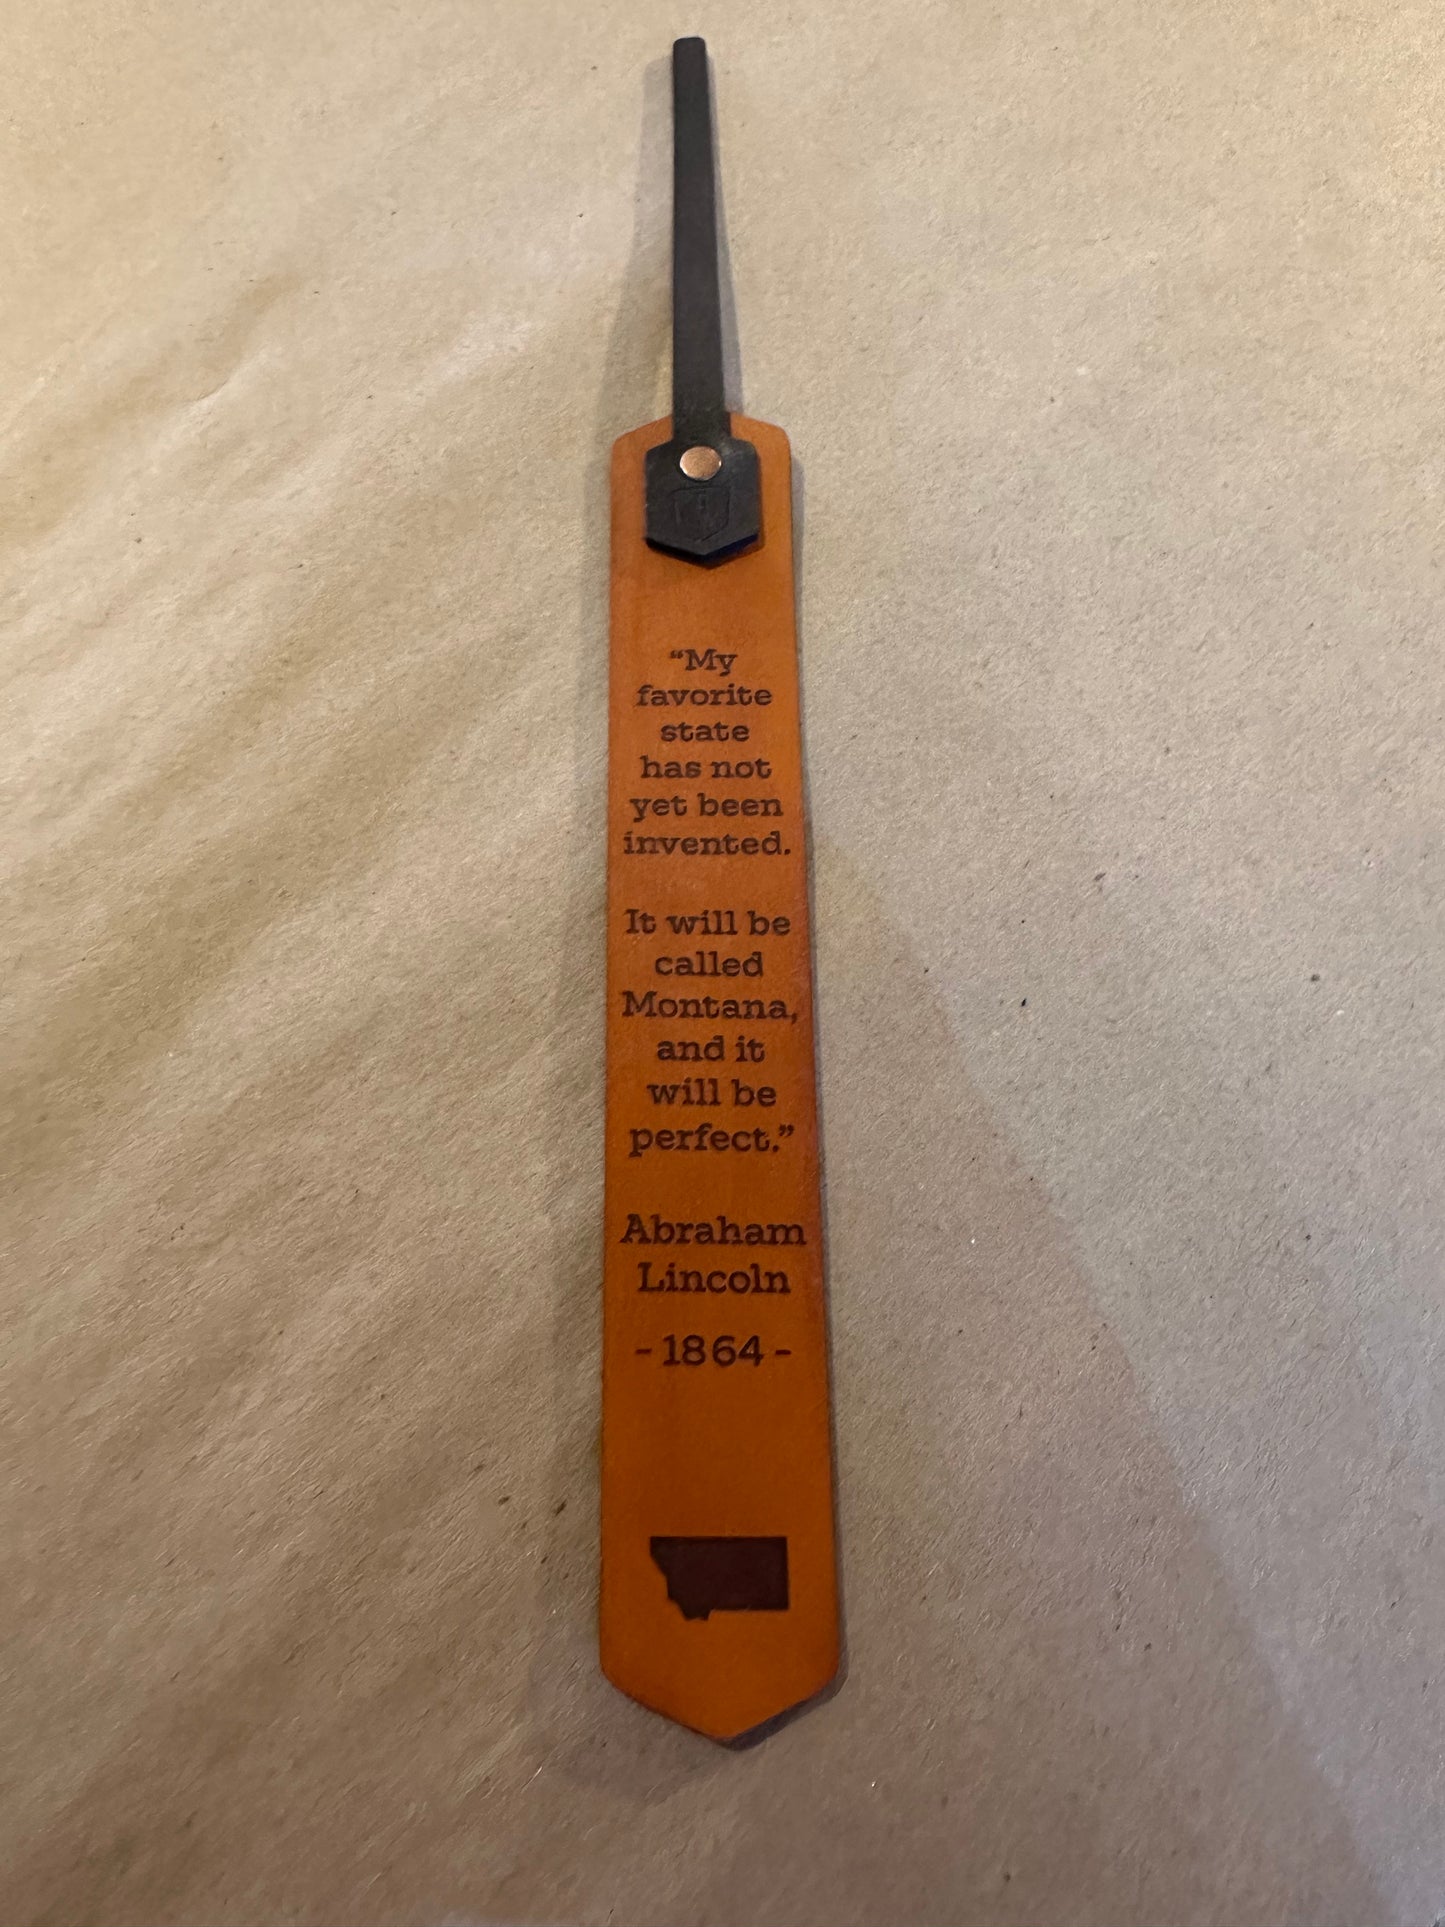 “My
favorite
state
has not
yet been
invented.
It will be
called
Montana,
and it
will be
perfect.”
Abraham
Lincoln
- 1864 -